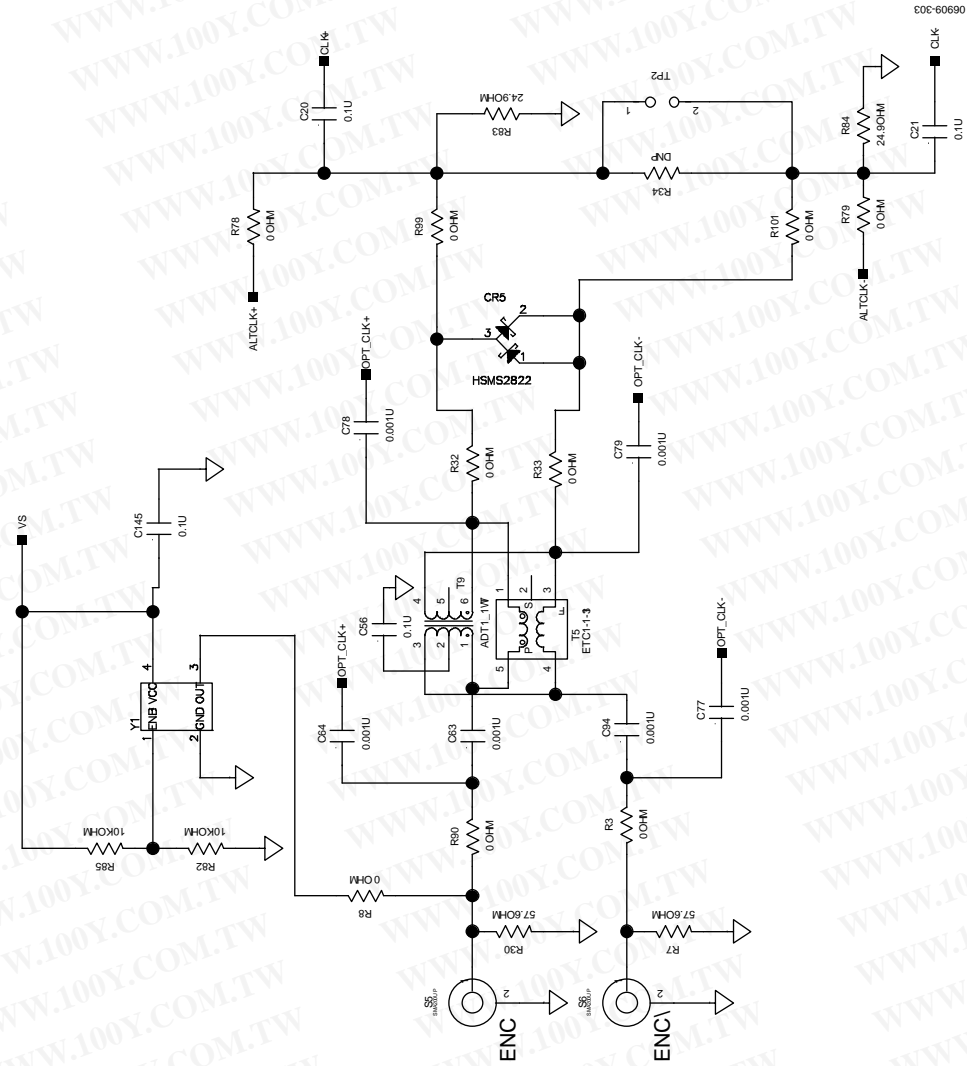 06909-303
CLK+
C20
0.1U
24.9OHM
R83
TP2
1
2
R84
24.9OHM
C21
0.1U
CLK-
R78
0 OHM
ALTCLK+
R99
0 OHM
DNP
R34
R101
0 OHM
R79
0 OHM
ALTCLK-
CR5
2
3
1
HSMS2822
OPT_CLK+
C78
0.001U
R32
0 OHM
R33
0 OHM
OPT_CLK-
C79
0.001U
VS
C145
0.1U
C56
0.1U
4
5
6
T9
3
2
1
ADT1_1WT
1
2
3
S
F
P
5
4
T5
ETC1-1-3
Y1
4
3
ENB VCC
GND OUT
1
2
OPT_CLK+
C64
0.001U
C63
0.001U
C94
0.001U
OPT_CLK-
C77
0.001U
10KOHM
R85
10KOHM
R82
R90
0 OHM
R3
0 OHM
0 OHM
R8
57.6OHM
R30
57.6OHM
R7
S5
2
ENC
S6
2
ENC\
WWW.100Y.COM.TW